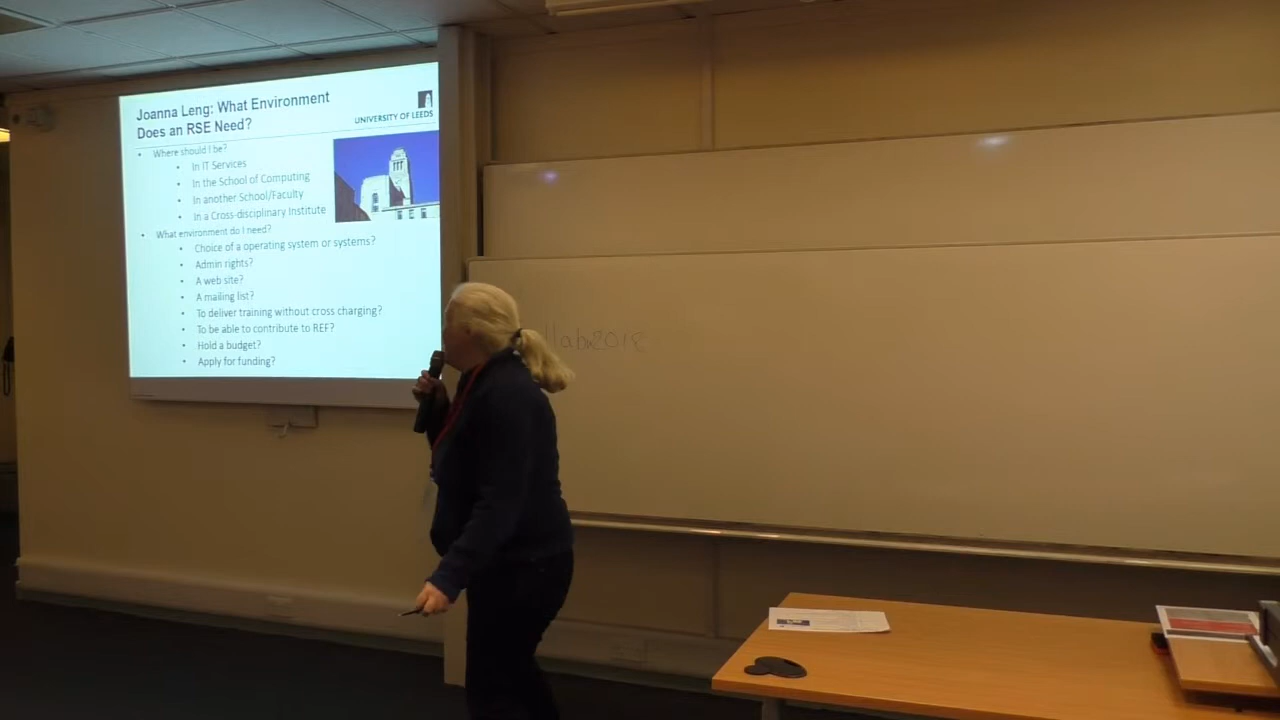 Joanna Leng: What Environment
Does an RSE Need?
UNIVERSITY OF LEEDS
• Where should I be?
• In IT Services
• In the School of Computing
• In another School/Faculty
• In a Cross-disciplinary Institute
• What environment do I need?
• Choice of a operating system or systems?
• Admin rights?
• A web site?
• A mailing list?
• To deliver training without cross charging?
• To be able to contribute to REF?
• Hold a budget?
• Apply for funding?